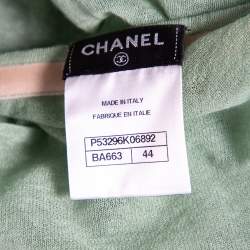 CHANEL
MADE IN ITALY
FABRIQUE EN ITALIE
P53296K06892
BA663 44